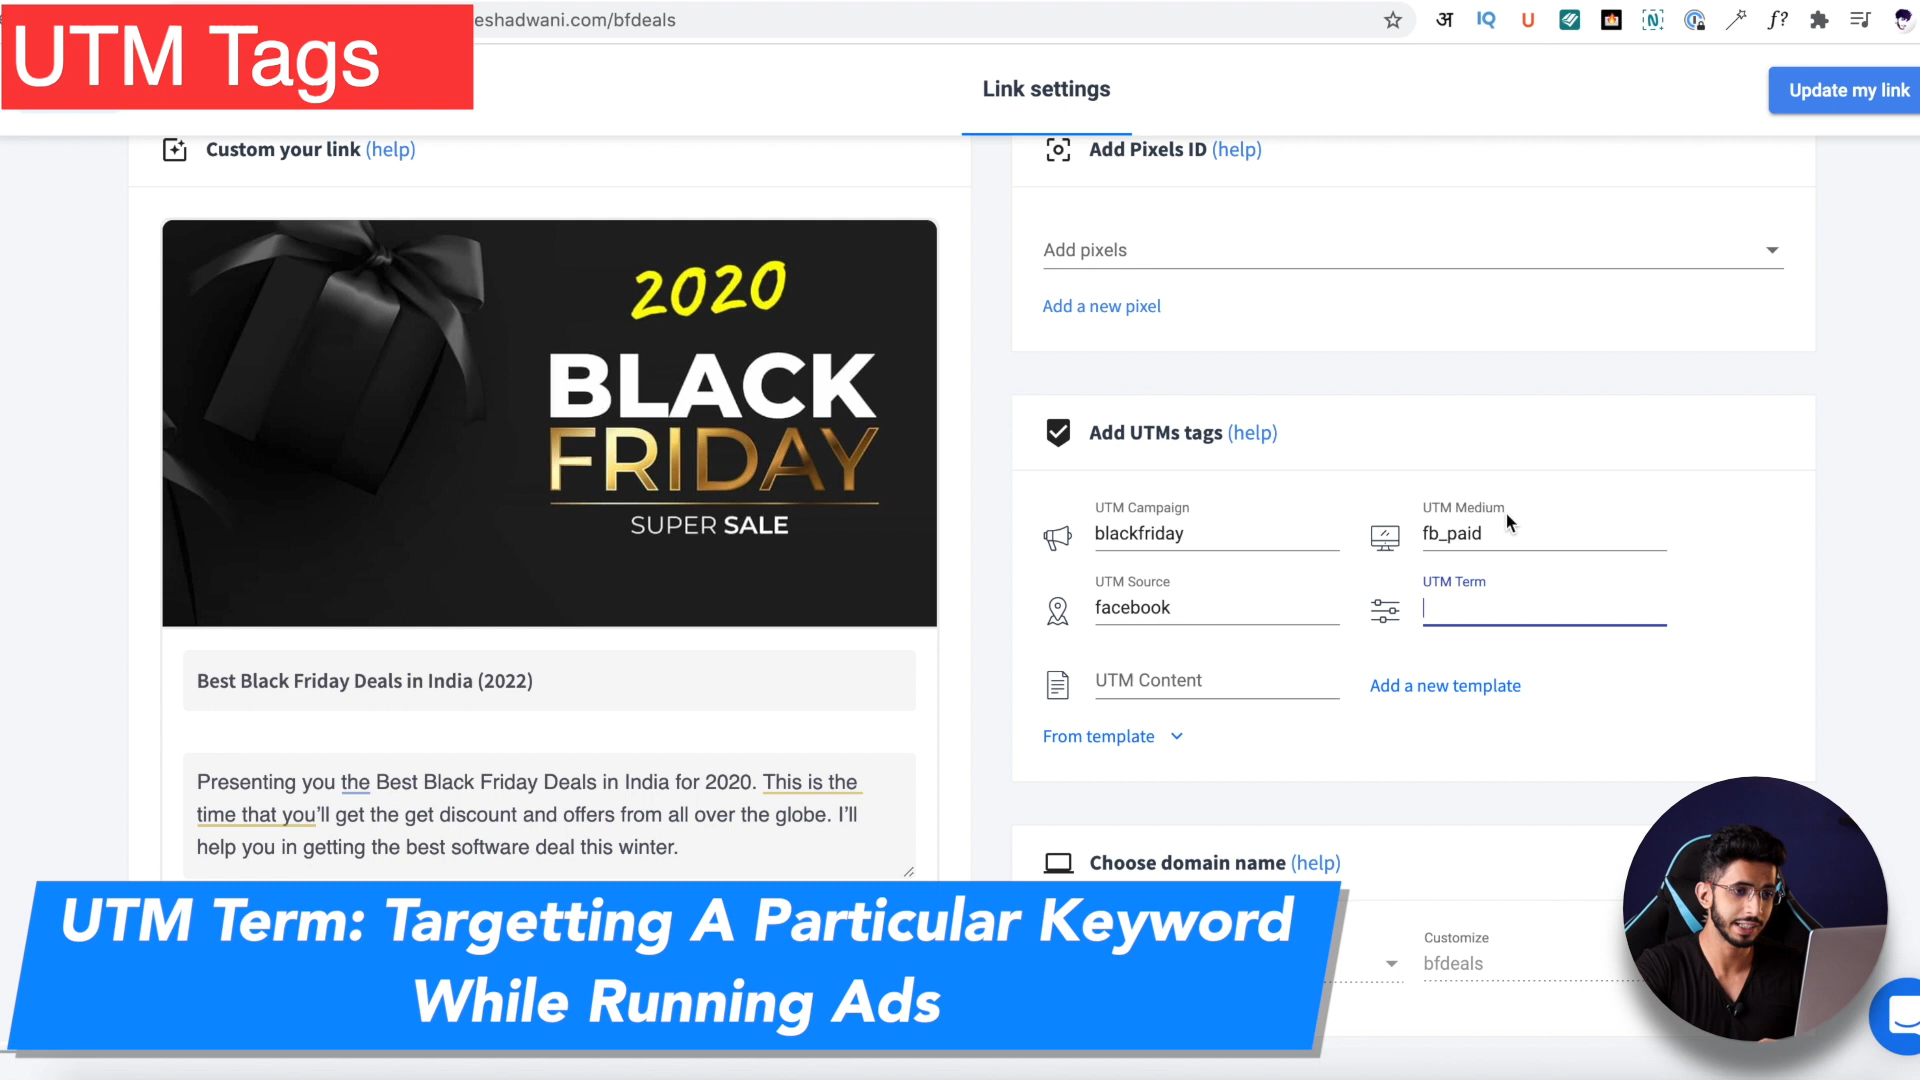 UTM Tags
eshadwani.com/bfdeals
अ
IQ
U
N
f?
Link settings
Update my link
Custom your link (help)
2020
BLACK
FRIDAY
SUPER SALE
Best Black Friday Deals in India (2022)
Presenting you the Best Black Friday Deals in India for 2020. This is the
time that you'll get the get discount and offers from all over the globe. I'll
help you in getting the best software deal this winter.
Add Pixels ID (help)
Add pixels
Add a new pixel
Add UTMs tags (help)
UTM Campaign
blackfriday
UTM Medium
fb_paid
UTM Source
facebook
UTM Term
UTM Content
Add a new template
From template
Choose domain name (help)
Customize
bfdeals
UTM Term: Targetting A Particular Keyword
While Running Ads